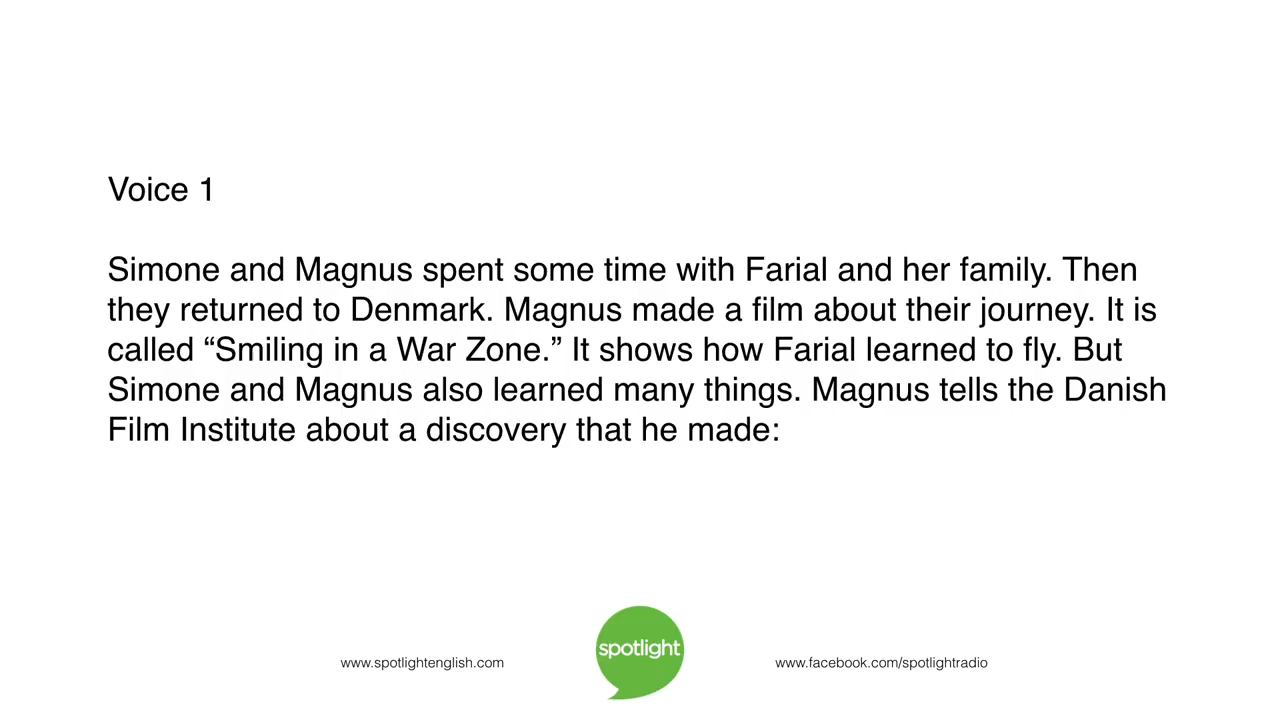 Voice 1
Simone and Magnus spent some time with Farial and her family. Then
they returned to Denmark. Magnus made a film about their journey. It is
called “Smiling in a War Zone.” It shows how Farial learned to fly. But
Simone and Magnus also learned many things. Magnus tells the Danish
Film Institute about a discovery that he made:
www.spotlightenglish.com
spotlight
www.facebook.com/spotlightradio